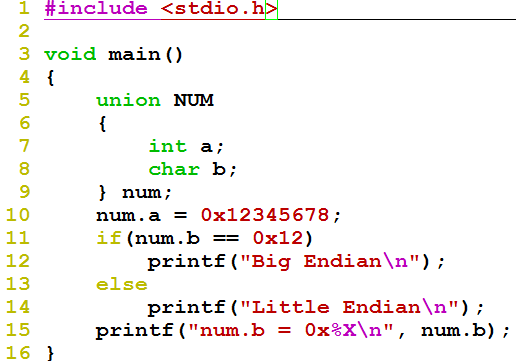 1 #include <stdio.h>
2
3 void main()
4 {
5     union NUM
6     {
7         int a;
8         char b;
9     } num;
10     num.a = 0x12345678;
11     if(num.b == 0x12)
12         printf("Big Endian\n");
13     else
14         printf("Little Endian\n");
15     printf("num.b = 0x%X\n", num.b);
16 }